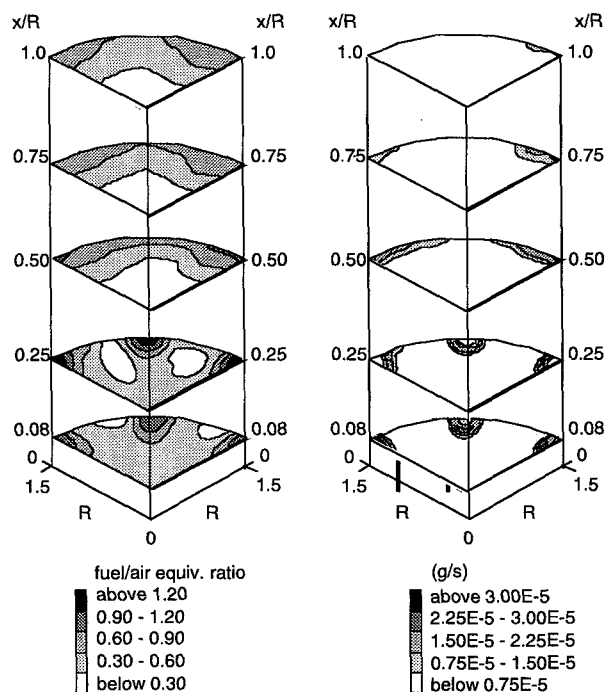 x/R x/R x/R x/R
1.0 1.0 1.0 1.0
0.75 0.75 0.75 0.75
0.50 0.50 0.50 0.50
0.25 0.25 0.25 0.25
0.08 0.08 0.08 0.08
0 0 0 0
1.5 1.5 1.5 1.5
R R R R
0 0
fuel/air equiv. ratio
above 1.20
0.90 - 1.20
0.60 - 0.90
0.30 - 0.60
below 0.30
(g/s)
above 3.00E-5
2.25E-5 - 3.00E-5
1.50E-5 - 2.25E-5
0.75E-5 - 1.50E-5
below 0.75E-5